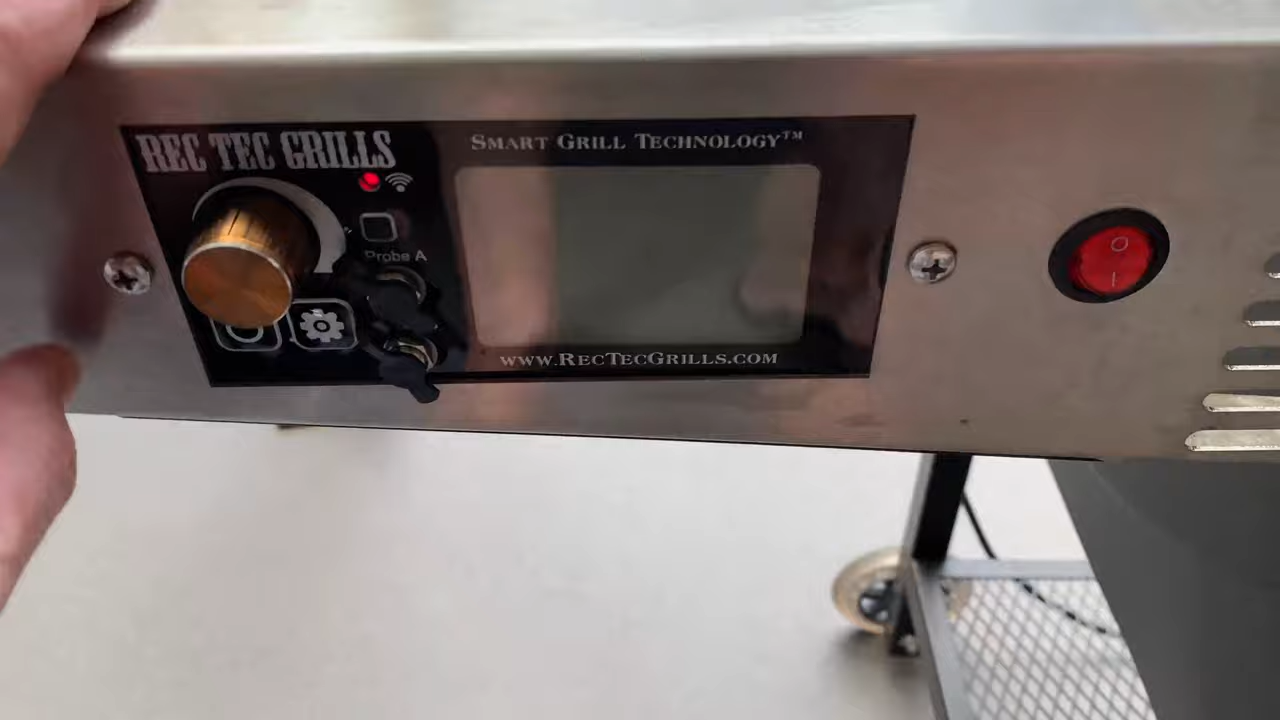 REC TEC GRILLS
SMART GRILL TECHNOLOGY™
Probe A
WWW.RECTECGRILLS.COM
O
I